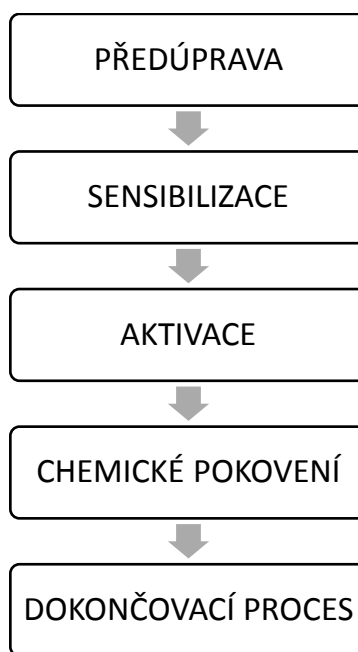 PŘEDÚPRAVA
SENSIBILIZACE
AKTIVACE
CHEMICKÉ POKOVENÍ
DOKONČOVACÍ PROCES